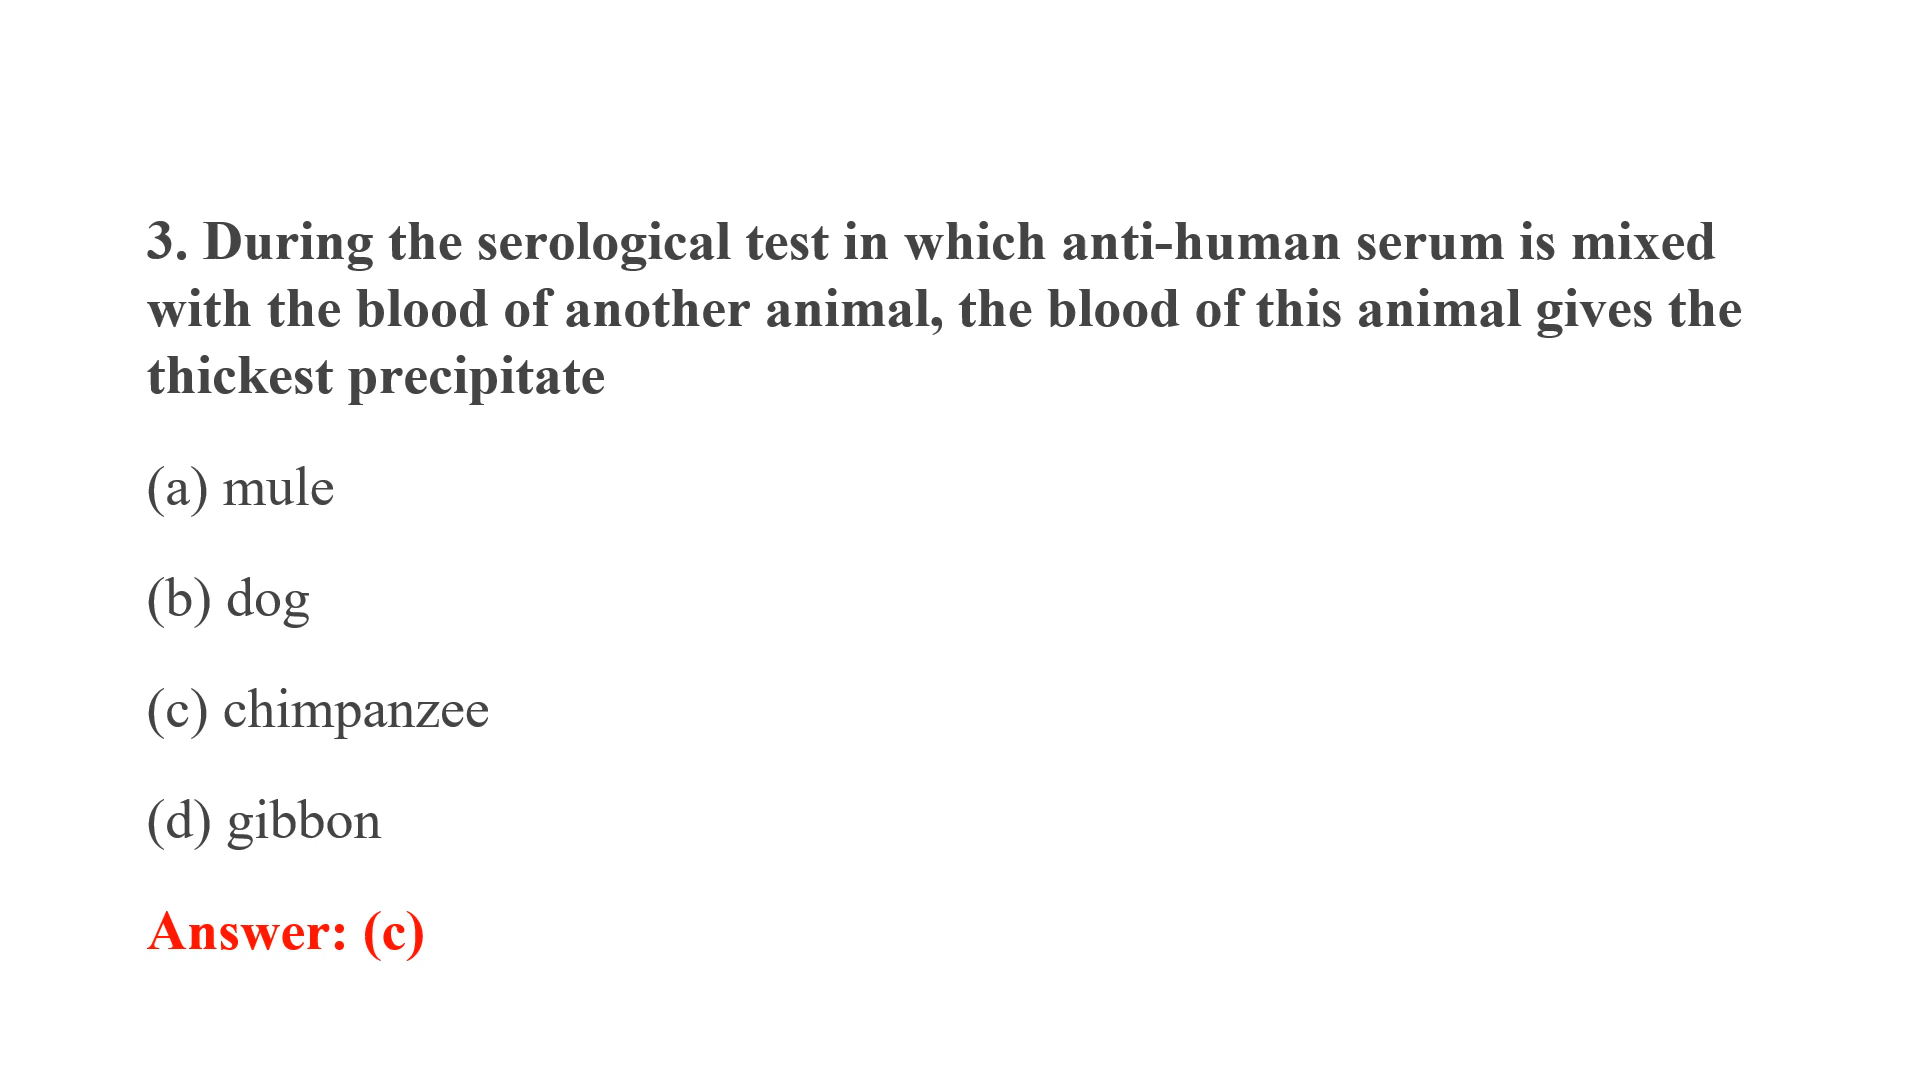 3. During the serological test in which anti-human serum is mixed
with the blood of another animal, the blood of this animal gives the
thickest precipitate
(a) mule
(b) dog
(c) chimpanzee
(d) gibbon
Answer: (c)